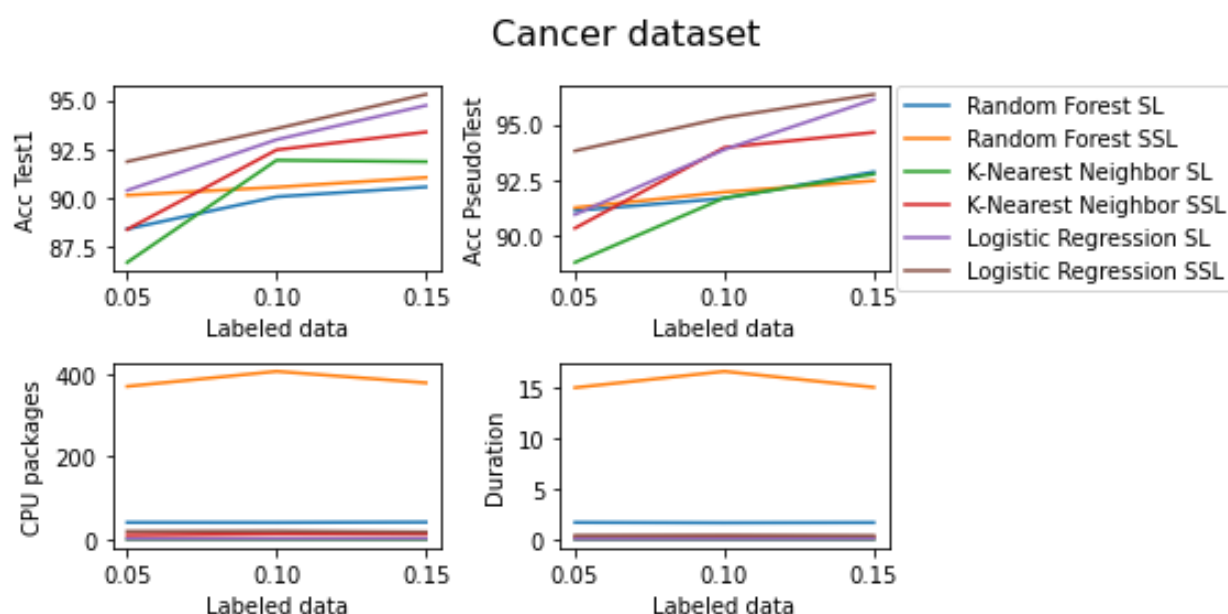 Cancer dataset
Acc Test1
95.0
92.5
90.0
87.5
0.05 0.10 0.15
Labeled data
Acc PseudoTest
95.0
92.5
90.0
0.05 0.10 0.15
Labeled data
Random Forest SL
Random Forest SSL
K-Nearest Neighbor SL
K-Nearest Neighbor SSL
Logistic Regression SL
Logistic Regression SSL
CPU packages
400
200
0
0.05 0.10 0.15
Labeled data
Duration
15
10
5
0
0.05 0.10 0.15
Labeled data